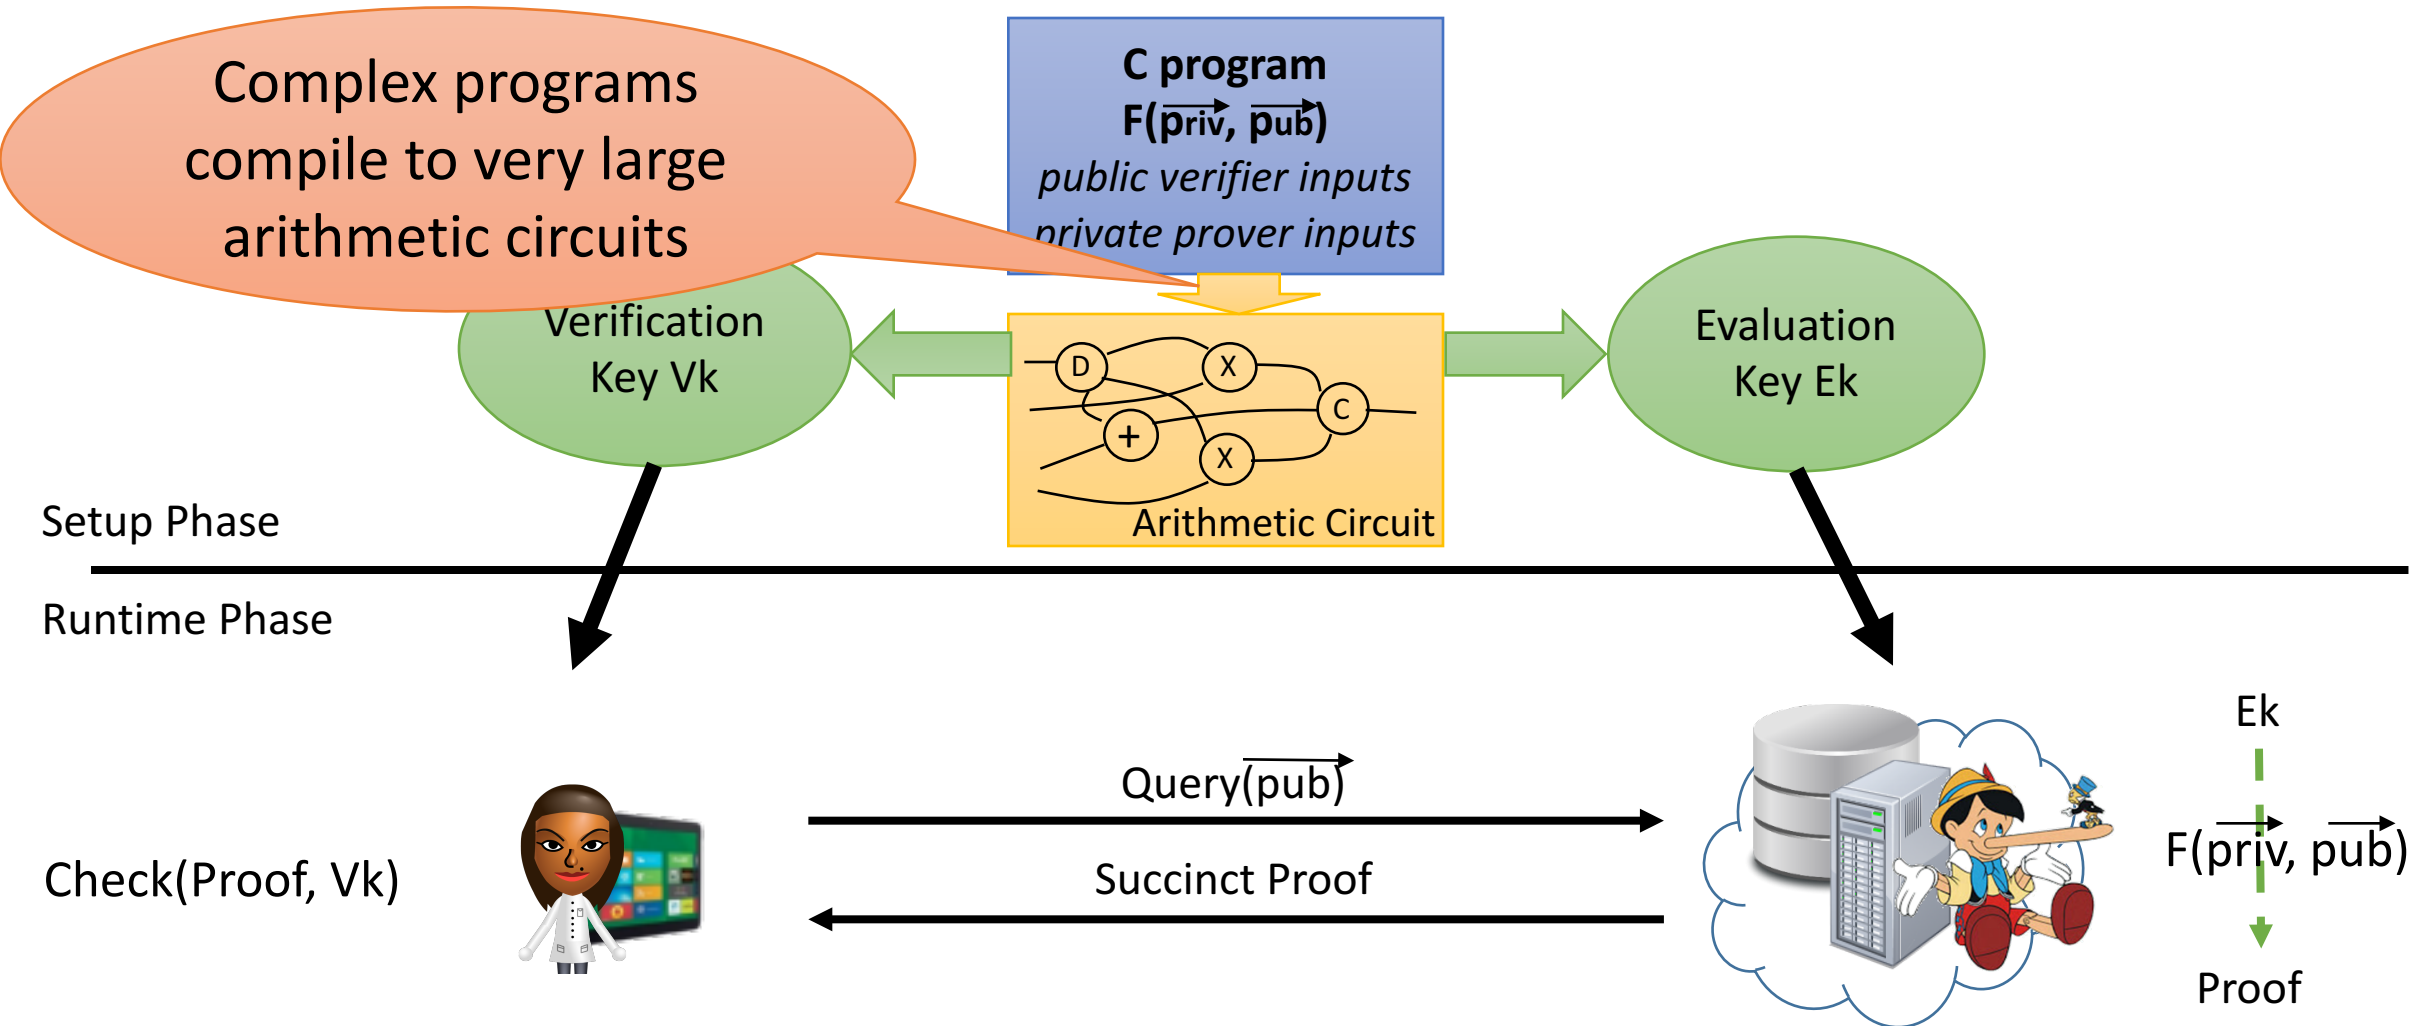 Complex programs
compile to very large
arithmetic circuits
C program
F(priv, pub)
public verifier inputs
private prover inputs
Verification
Key Vk
Evaluation
Key Ek
D
X
C
+
X
Arithmetic Circuit
Setup Phase
Runtime Phase
Ek
Query(pub)
F(priv, pub)
Check(Proof, Vk)
Succinct Proof
Proof